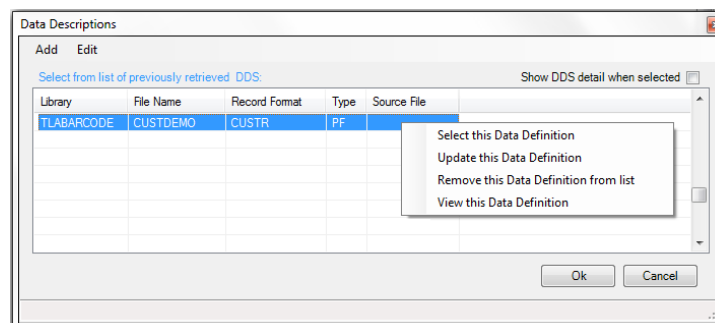 Data Descriptions
Add Edit
Select from list of previously retrieved DDS: Show DDS detail when selected
Library File Name Record Format Type Source File
TLABARCODE CUSTDEMO CUSTR PF
Select this Data Definition
Update this Data Definition
Remove this Data Definition from list
View this Data Definition
Ok Cancel